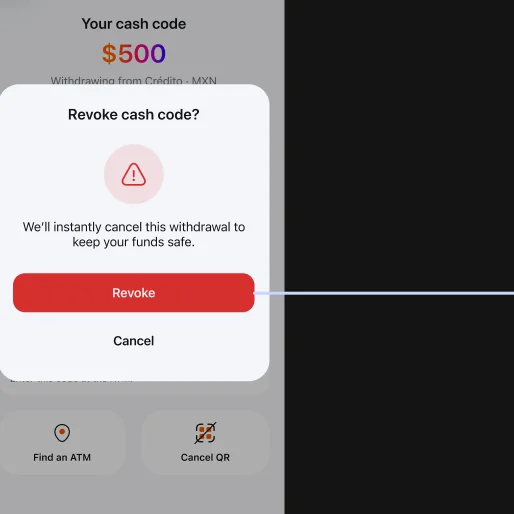 Your cash code
$500
Withdrawing from Crédito · MXN
Revoke cash code?
We'll instantly cancel this withdrawal to
keep your funds safe.
Revoke
Cancel
Find an ATM
Cancel QR